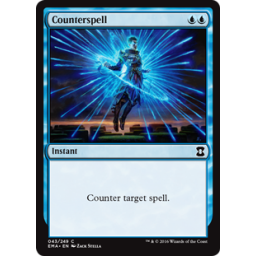 Counterspell
Instant
Counter target spell.
043/249 C
EMA • EN Zack Stella
™ & © 2016 Wizards of the Coast